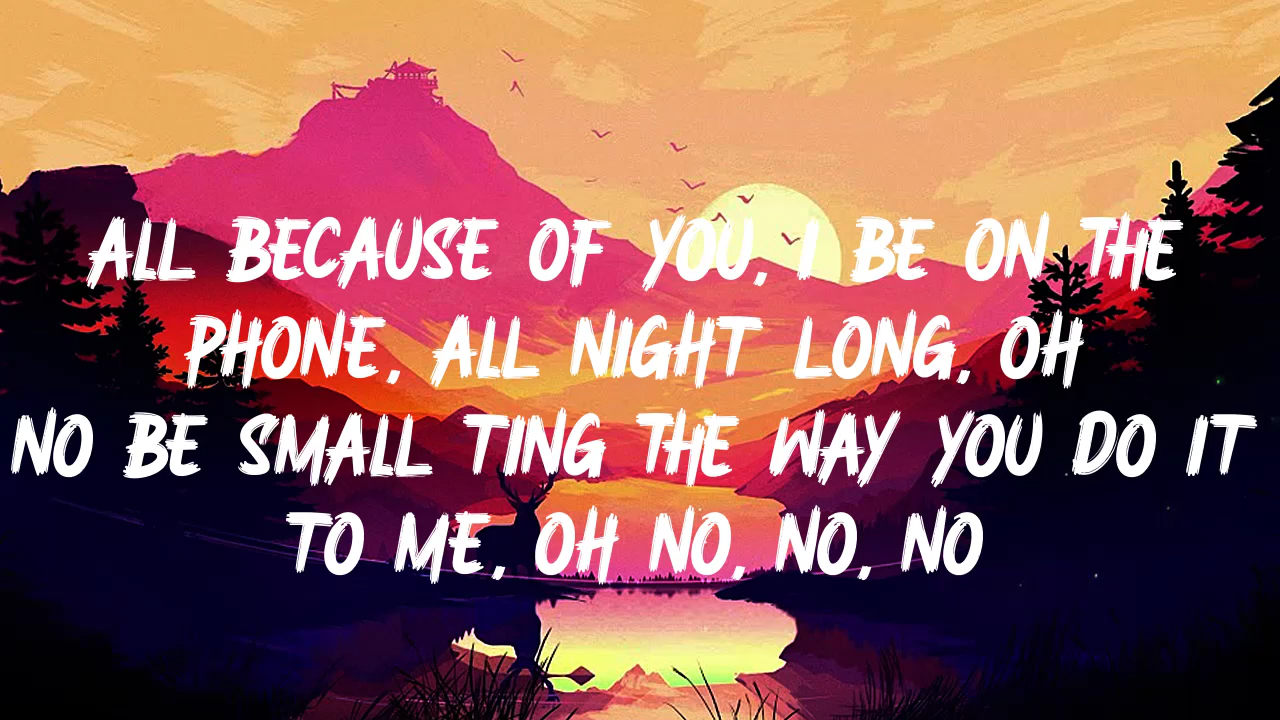 ALL BECAUSE OF YOU, I BE ON THE
PHONE, ALL NIGHT LONG, OH
NO BE SMALL TING THE WAY YOU DO IT
TO ME, OH NO, NO, NO